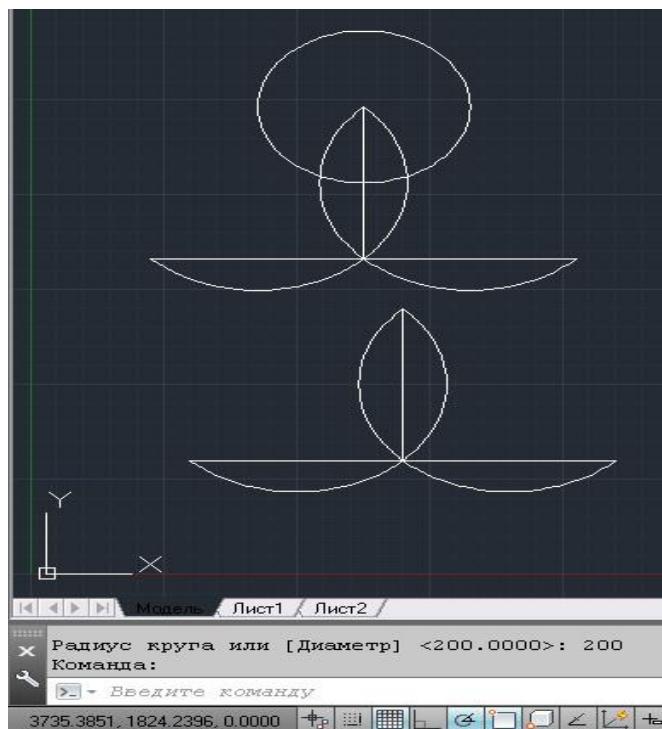 Y
X
Модель Лист1 Лист2
Радиус круга или [Диаметр] <200.0000>: 200
Команда:
Введите команду
3735.3851, 1824.2396, 0.0000